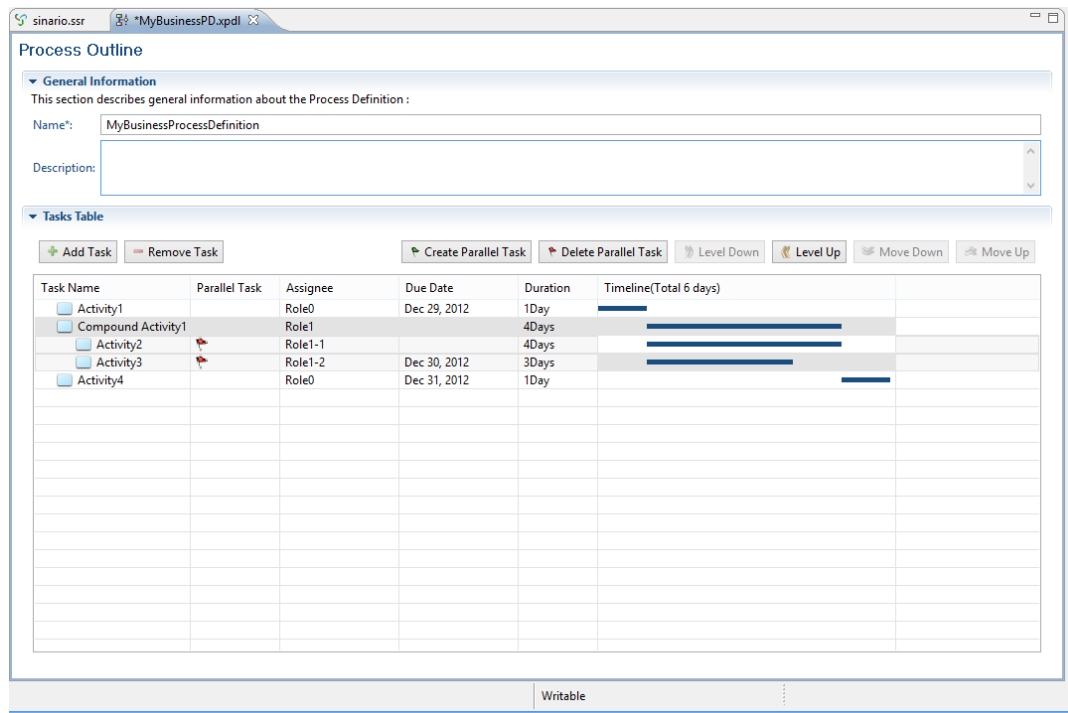 sinario.ssr *MyBusinessPD.xpdl
Process Outline
General Information
This section describes general information about the Process Definition :
Name*: MyBusinessProcessDefinition
Description:
Tasks Table
Add Task Remove Task Create Parallel Task Delete Parallel Task Level Down Level Up Move Down Move Up
Task Name Parallel Task Assignee Due Date Duration Timeline(Total 6 days)
Activity1 Role0 Dec 29, 2012 1Day
Compound Activity1 Role1 4Days
Activity2 Role1-1 4Days
Activity3 Role1-2 Dec 30, 2012 3Days
Activity4 Role0 Dec 31, 2012 1Day
Writable